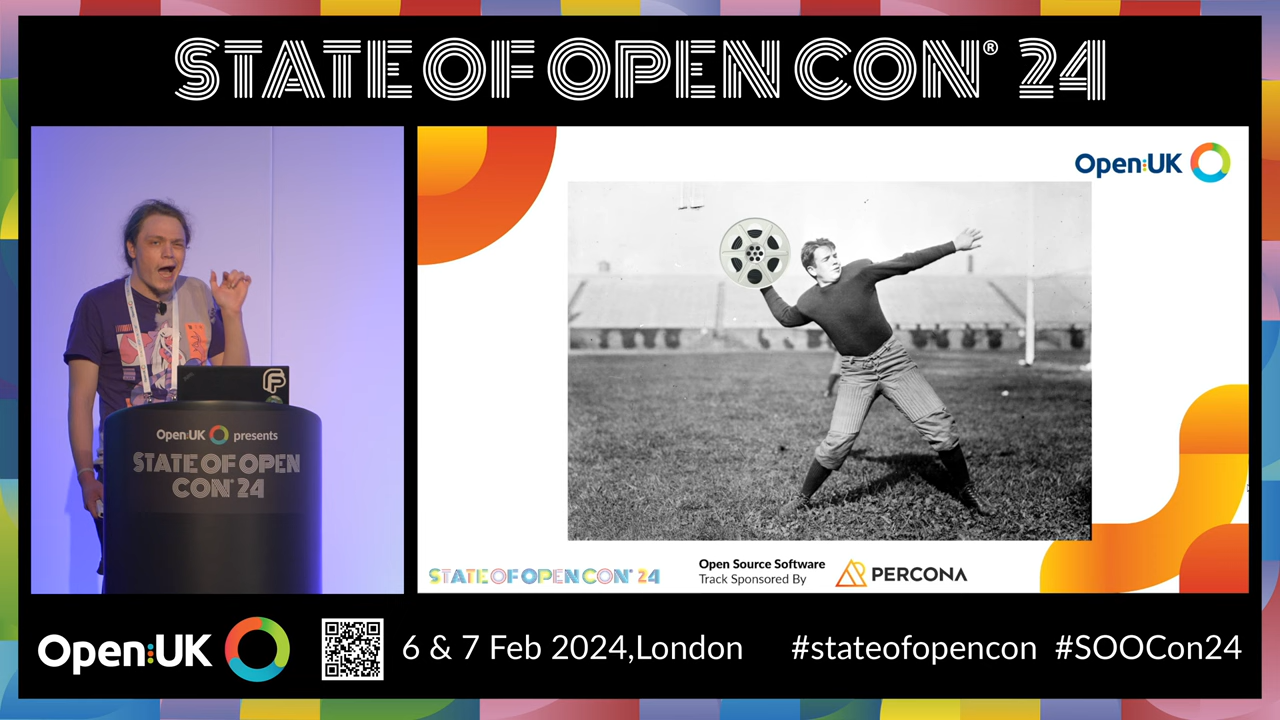 STATE OF OPEN CON® 24
Open:UK
Open:UK presents
STATE OF OPEN
CON® 24
STATE OF OPEN CON® 24
Open Source Software
Track Sponsored By
PERCONA
Open:UK
6 & 7 Feb 2024,London
#stateofopencon #SOOCon24